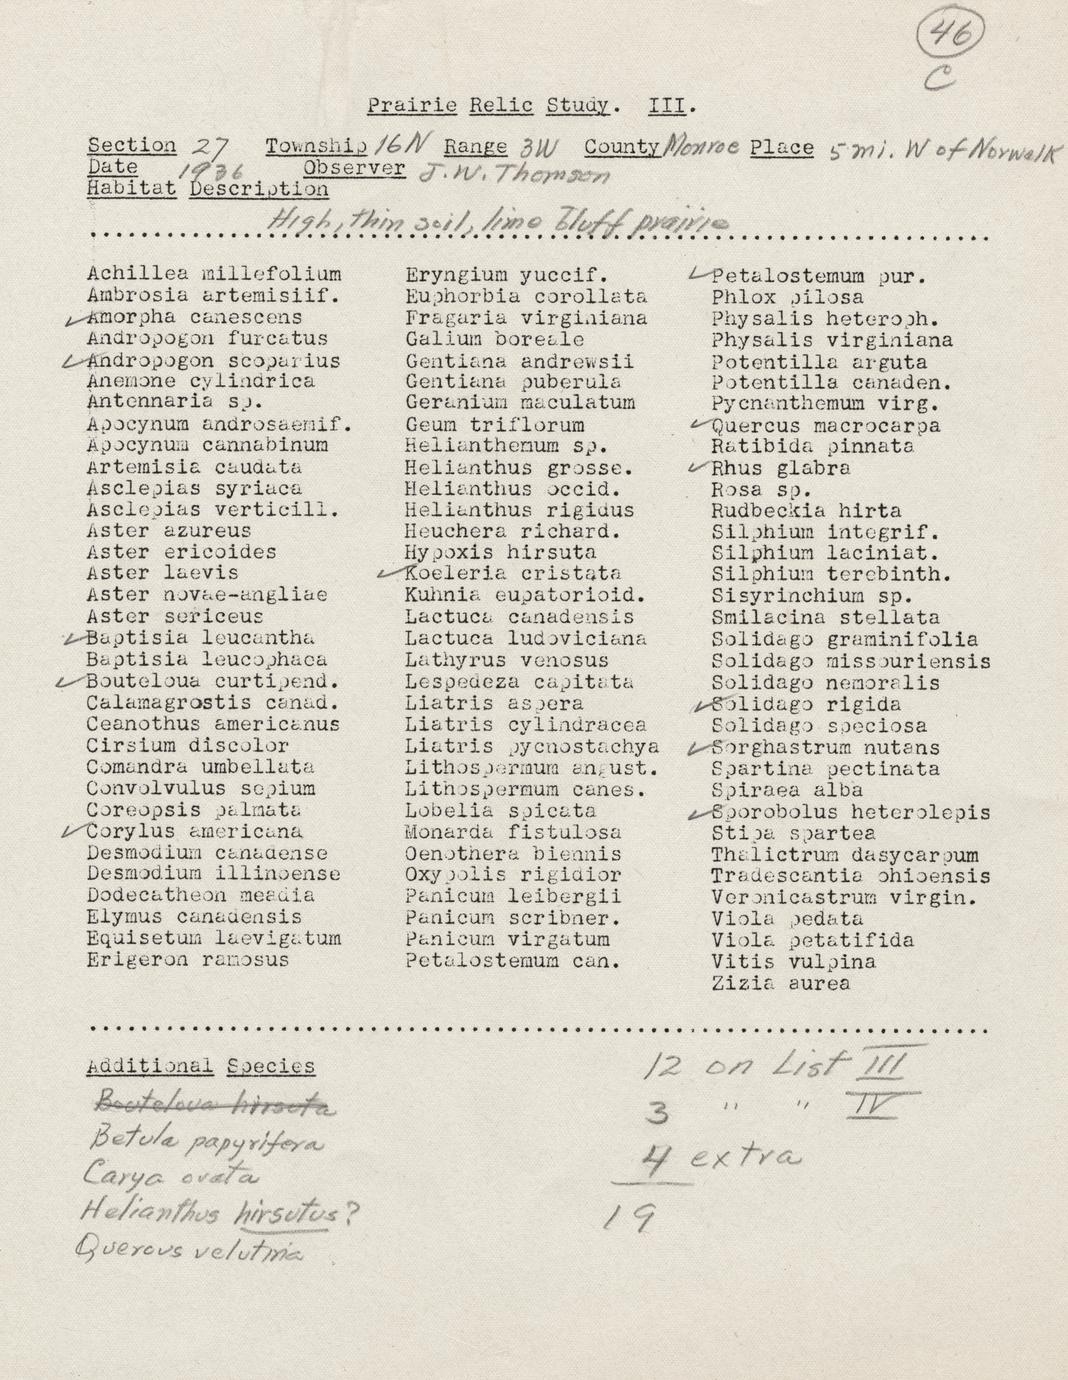 46
C
Prairie Relic Study. III.
Section 27 Township 16N Range 3W County Monroe Place 5 mi. W of Norwalk
Date 1936 Observer J.W. Thomson
Habitat Description
High, thin soil, lime bluff prairie
Achillea millefolium
Ambrosia artemisiif.
✓Amorpha canescens
Andropogon furcatus
✓Andropogon scoparius
Anemone cylindrica
Antennaria sp.
Apocynum androsaemif.
Apocynum cannabinum
Artemisia caudata
Asclepias syriaca
Asclepias verticill.
Aster azureus
Aster ericoides
Aster laevis
Aster novae-angliae
Aster sericeus
✓Baptisia leucantha
Baptisia leucophaea
✓Bouteloua curtipend.
Calamagrostis canad.
Ceanothus americanus
Cirsium discolor
Comandra umbellata
Convolvulus sepium
Coreopsis palmata
✓Corylus americana
Desmodium canadense
Desmodium illinoense
Dodecatheon meadia
Elymus canadensis
Equisetum laevigatum
Erigeron ramosus
Eryngium yuccif.
Euphorbia corollata
Fragaria virginiana
Galium boreale
Gentiana andrewsii
Gentiana puberula
Geranium maculatum
Geum triflorum
Helianthemum sp.
Helianthus grosse.
Helianthus occid.
Helianthus rigidus
Heuchera richard.
Hypoxis hirsuta
✓Koeleria cristata
Kuhnia eupatorioid.
Lactuca canadensis
Lactuca ludoviciana
Lathyrus venosus
Lespedeza capitata
Liatris aspera
Liatris cylindracea
Liatris pycnostachya
Lithospermum angust.
Lithospermum canes.
Lobelia spicata
Monarda fistulosa
Oenothera biennis
Oxypolis rigidior
Panicum leibergii
Panicum scribner.
Panicum virgatum
Petalostemum can.
✓Petalostemum pur.
Phlox pilosa
Physalis heteroph.
Physalis virginiana
Potentilla arguta
Potentilla canaden.
Pycnanthemum virg.
✓Quercus macrocarpa
Ratibida pinnata
✓Rhus glabra
Rosa sp.
Rudbeckia hirta
Silphium integrif.
Silphium laciniat.
Silphium terebinth.
Sisyrinchium sp.
Smilacina stellata
Solidago graminifolia
Solidago missouriensis
Solidago nemoralis
✓Solidago rigida
Solidago speciosa
✓Sorghastrum nutans
Spartina pectinata
Spiraea alba
✓Sporobolus heterolepis
Stipa spartea
Thalictrum dasycarpum
Tradescantia ohioensis
Veronicastrum virgin.
Viola pedata
Viola petatifida
Vitis vulpina
Zizia aurea
Additional Species
Bouteloua hirsuta
Betula papyrifera
Carya ovata
Helianthus hirsutus?
Quercus velutina
12 on List III
3 " " IV
4 extra
19